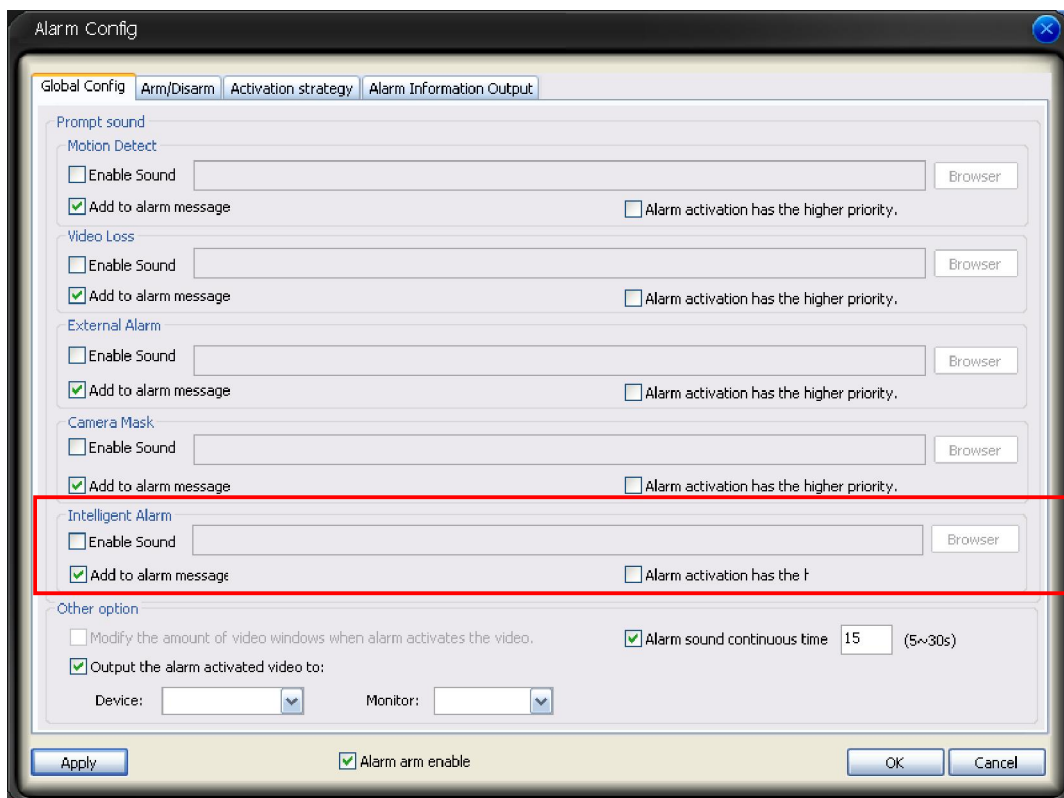 Alarm Config
Global Config Arm/Disarm Activation strategy Alarm Information Output
Prompt sound
Motion Detect
Enable Sound Browser
Add to alarm message Alarm activation has the higher priority.
Video Loss
Enable Sound Browser
Add to alarm message Alarm activation has the higher priority.
External Alarm
Enable Sound Browser
Add to alarm message Alarm activation has the higher priority.
Camera Mask
Enable Sound Browser
Add to alarm message Alarm activation has the higher priority.
Intelligent Alarm
Enable Sound Browser
Add to alarm message Alarm activation has the
Other option
Modify the amount of video windows when alarm activates the video. Alarm sound continuous time 15 (5~30s)
Output the alarm activated video to:
Device: Monitor:
Apply Alarm arm enable OK Cancel